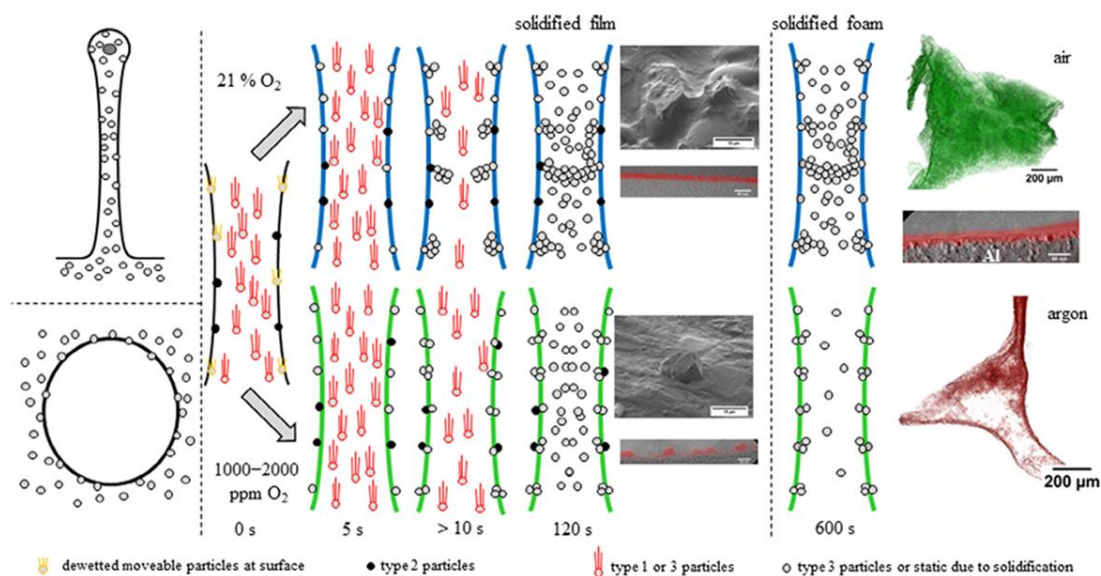 solidified film
solidified foam
air
21 % O₂
200 μm
Al
argon
1000–2000
ppm O₂
200 μm
0 s
5 s
> 10 s
120 s
600 s
dewetted moveable particles at surface
type 2 particles
type 1 or 3 particles
type 3 particles or static due to solidification